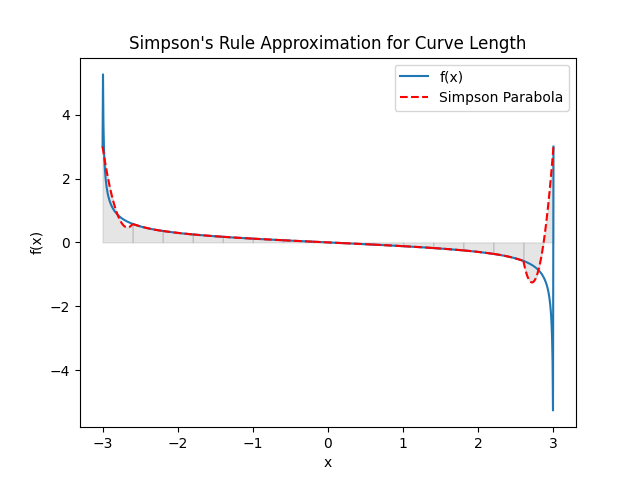 Simpson's Rule Approximation for Curve Length
f(x)
Simpson Parabola
f(x)
4
2
0
−2
−4
−3
−2
−1
0
1
2
3
x